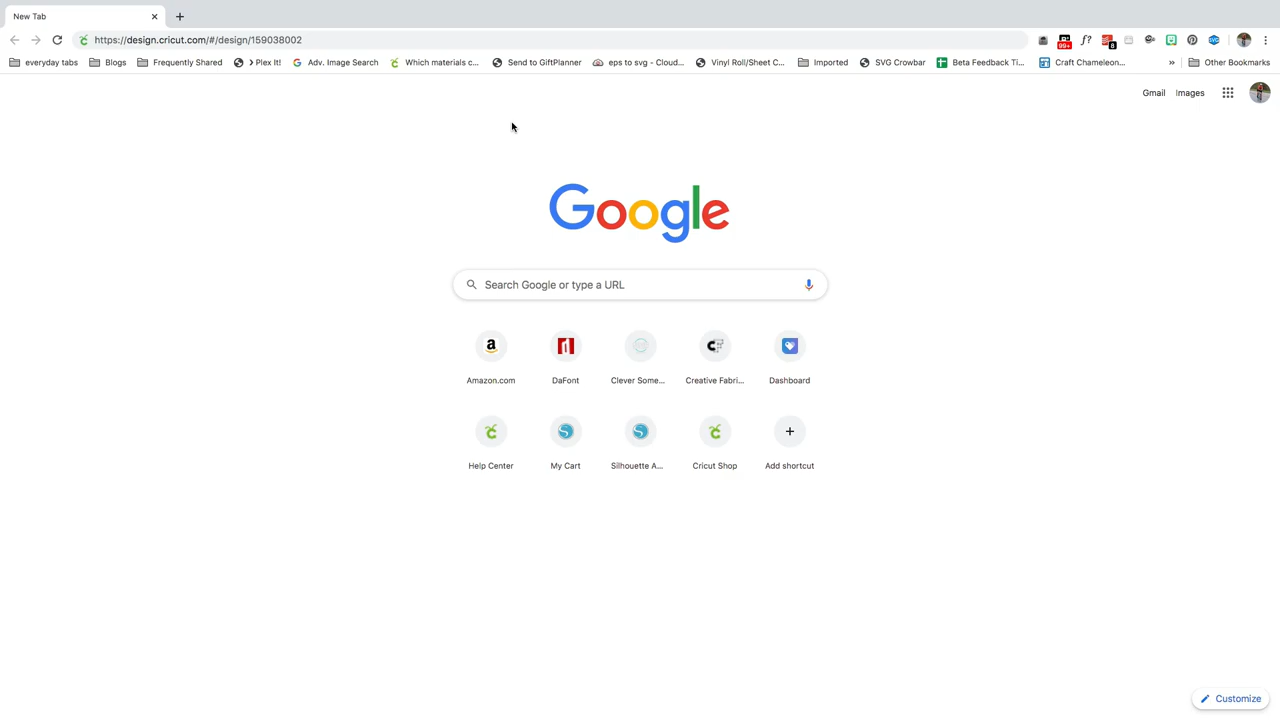 New Tab
https://design.cricut.com/#/design/159038002
99+
f?
8
SVG
everyday tabs
Blogs
Frequently Shared
> Plex It!
Adv. Image Search
Which materials c...
Send to GiftPlanner
eps to svg - Cloud...
Vinyl Roll/Sheet C...
Imported
SVG Crowbar
Beta Feedback Ti...
Craft Chameleon...
»
Other Bookmarks
Gmail
Images
Google
Search Google or type a URL
Amazon.com
DaFont
Clever Some...
Creative Fabri...
Dashboard
Help Center
My Cart
Silhouette A...
Cricut Shop
Add shortcut
Customize